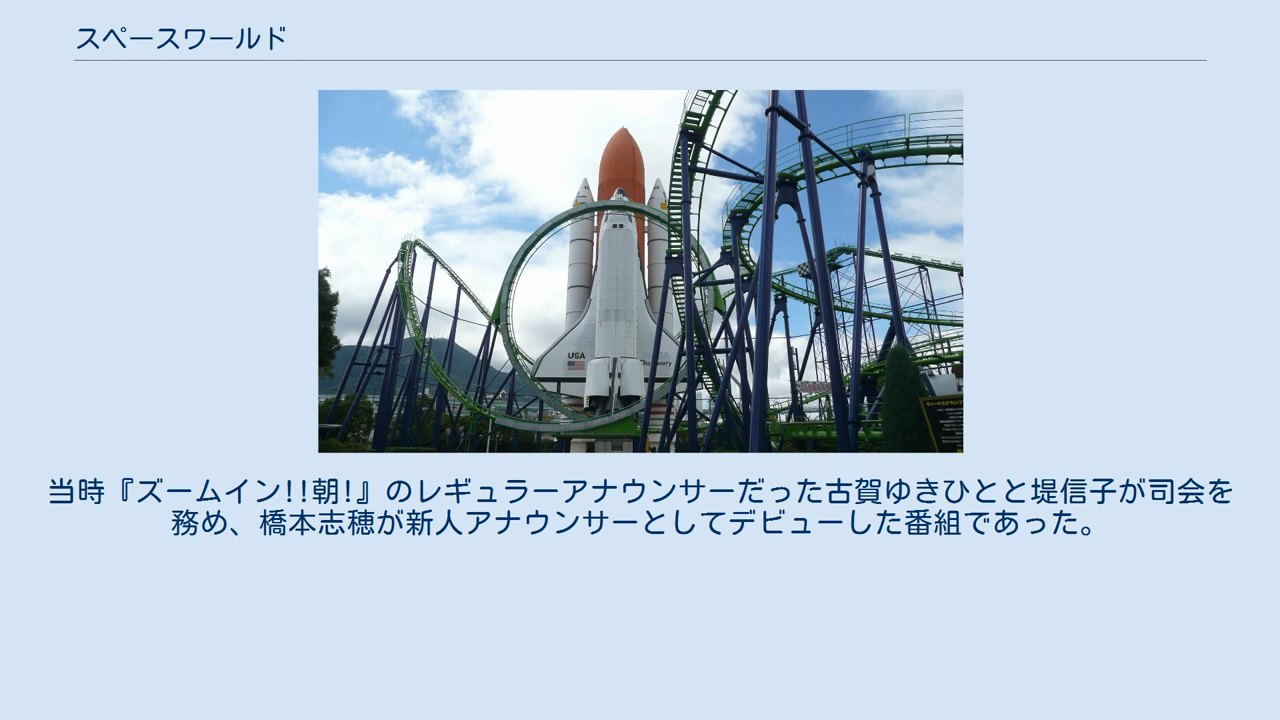 スペースワールド
USA
Discovery
当時『ズームイン!!朝!』のレギュラーアナウンサーだった古賀ゆきひとと堤信子が司会を
務め、橋本志穂が新人アナウンサーとしてデビューした番組であった。